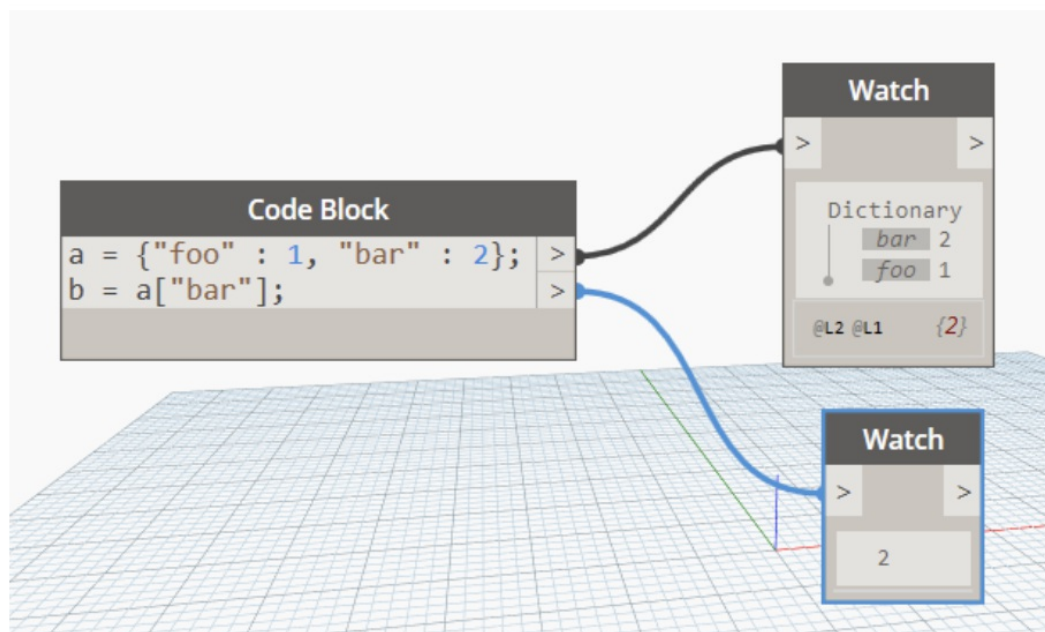 Watch
> >
Dictionary
bar 2
foo 1
@L2 @L1 {2}
Code Block
a = {"foo" : 1, "bar" : 2}; >
b = a["bar"]; >
Watch
> >
2